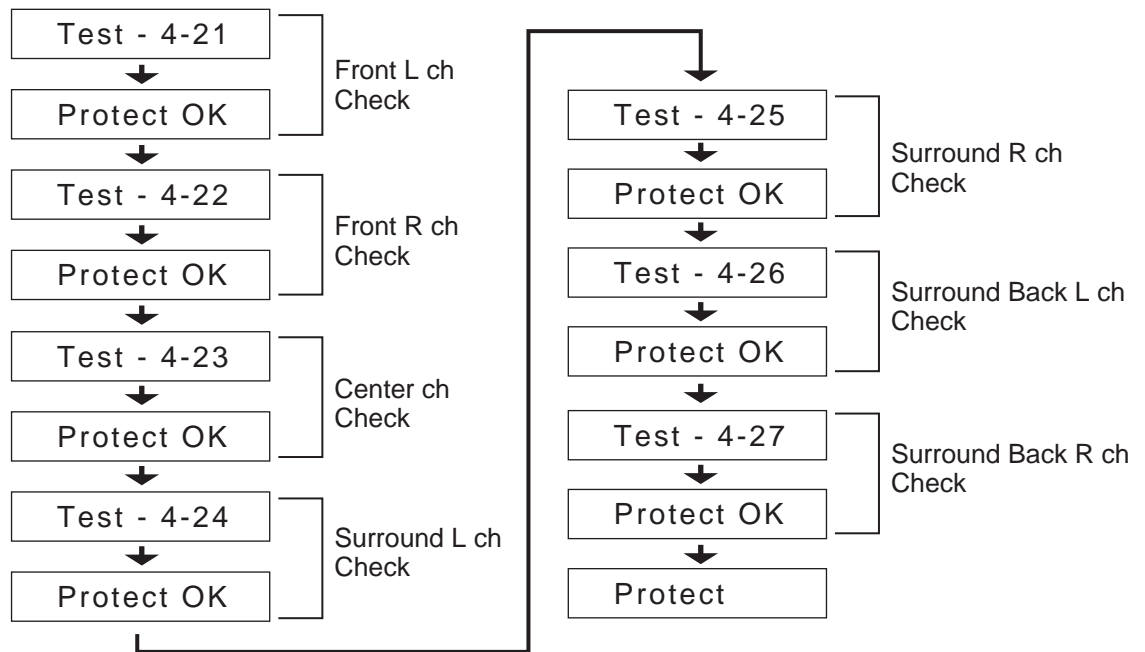 Test - 4-21
Protect OK
Front L ch
Check
Test - 4-22
Protect OK
Front R ch
Check
Test - 4-23
Protect OK
Center ch
Check
Test - 4-24
Protect OK
Surround L ch
Check
Test - 4-25
Protect OK
Surround R ch
Check
Test - 4-26
Protect OK
Surround Back L ch
Check
Test - 4-27
Protect OK
Surround Back R ch
Check
Protect